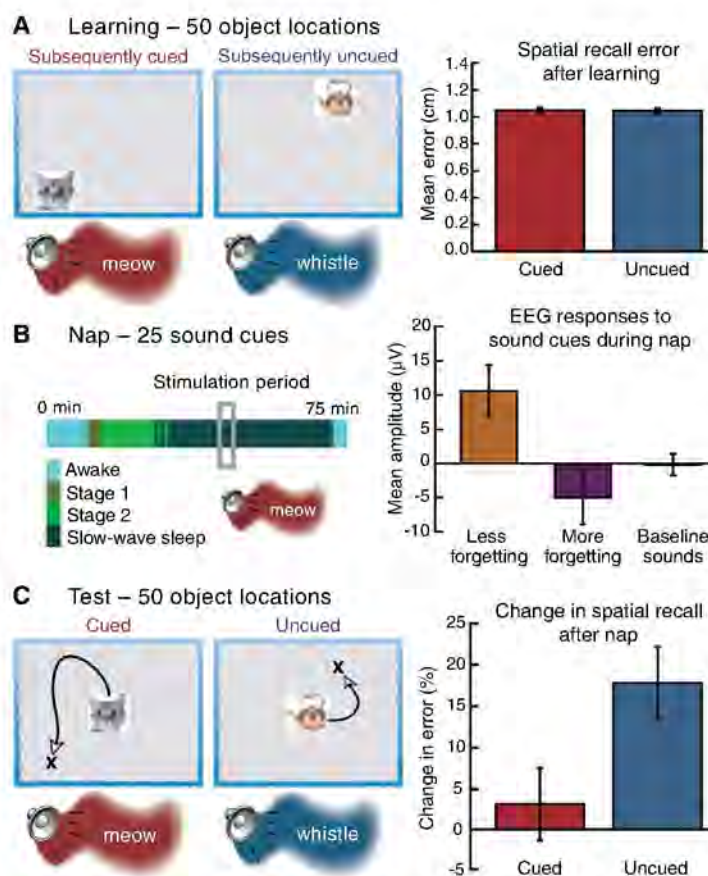 A Learning – 50 object locations
Subsequently cued
Subsequently uncued
meow
whistle
Spatial recall error
after learning
Mean error (cm)
1.4
1.2
1.0
0.8
0.6
0.4
0.2
0.0
Cued
Uncued
B Nap – 25 sound cues
Stimulation period
0 min
75 min
Awake
Stage 1
Stage 2
Slow-wave sleep
meow
EEG responses to
sound cues during nap
Mean amplitude (µV)
20
15
10
5
0
-5
-10
Less
forgetting
More
forgetting
Baseline
sounds
C Test – 50 object locations
Cued
Uncued
x
x
meow
whistle
Change in spatial recall
after nap
Change in error (%)
25
20
15
10
5
0
-5
Cued
Uncued